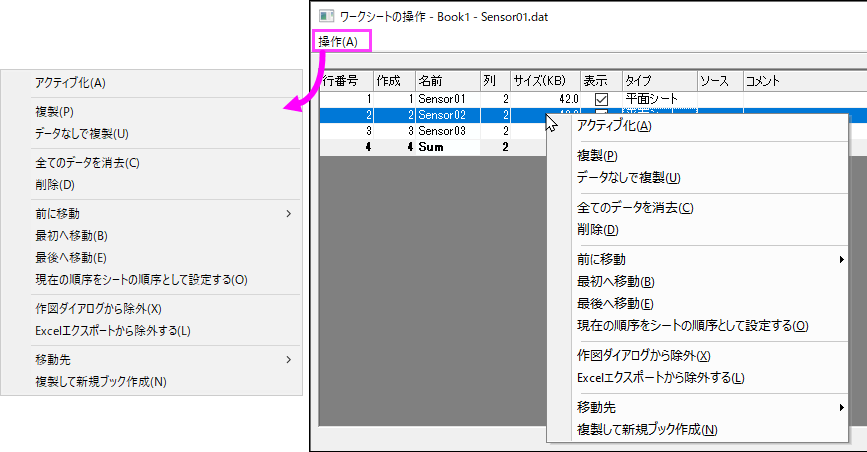 ワークシートの操作 - Book1 - Sensor01.dat
操作(A)
アクティブ化(A)
複製(P)
データなしで複製(U)
全てのデータを消去(C)
削除(D)
前に移動
最初へ移動(B)
最後へ移動(E)
現在の順序をシートの順序として設定する(O)
作図ダイアログから除外(X)
Excelエクスポートから除外する(L)
移動先
複製して新規ブック作成(N)
行番号 作成 名前 列 サイズ(KB) 表示 タイプ ソース コメント
1 1 Sensor01 2 42.0 平面シート
2 2 Sensor02 2
3 3 Sensor03 2
4 4 Sum 2
アクティブ化(A)
複製(P)
データなしで複製(U)
全てのデータを消去(C)
削除(D)
前に移動
最初へ移動(B)
最後へ移動(E)
現在の順序をシートの順序として設定する(O)
作図ダイアログから除外(X)
Excelエクスポートから除外する(L)
移動先
複製して新規ブック作成(N)